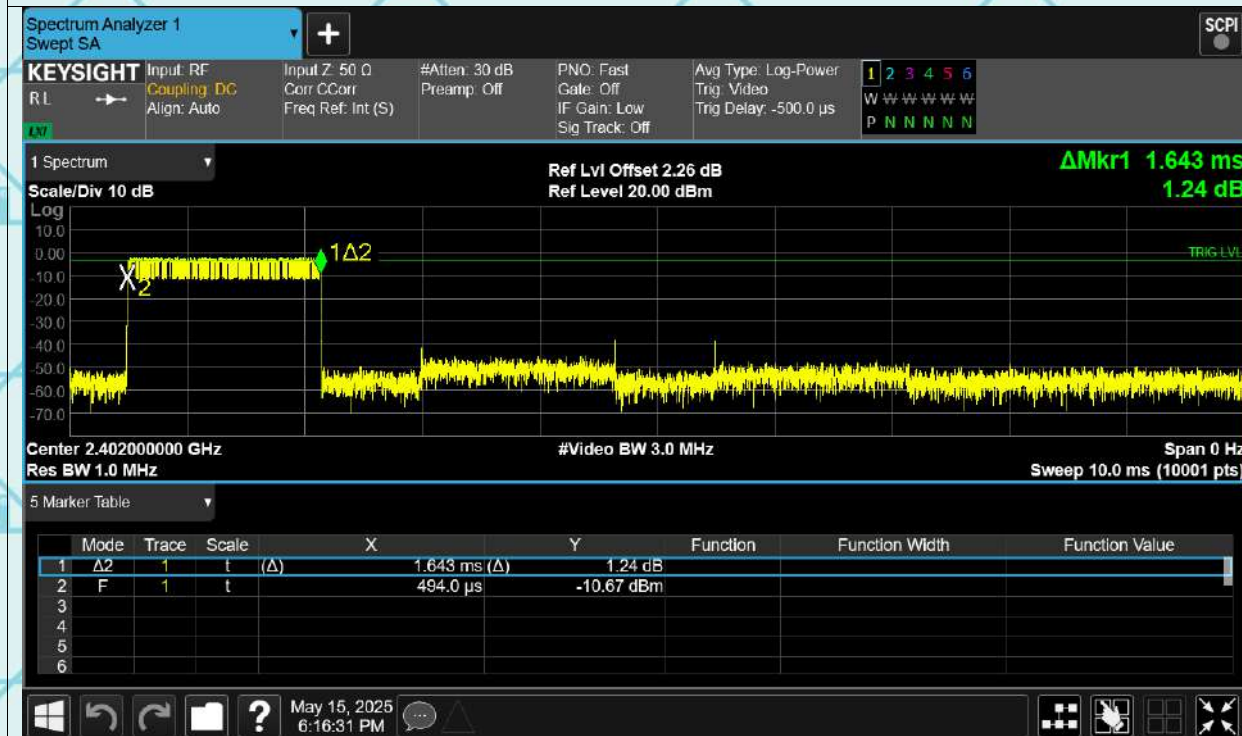 Spectrum Analyzer 1
Swept SA
+
SCPI
KEYSIGHT
RL
LXI
Input: RF
Coupling: DC
Align: Auto
Input Z: 50 Ω
Corr CCorr
Freq Ref: Int (S)
#Atten: 30 dB
Preamp: Off
PNO: Fast
Gate: Off
IF Gain: Low
Sig Track: Off
Avg Type: Log-Power
Trig: Video
Trig Delay: -500.0 µs
1 2 3 4 5 6
W W W W W W
P N N N N N
1 Spectrum
Scale/Div 10 dB
Ref Lvl Offset 2.26 dB
Ref Level 20.00 dBm
ΔMkr1 1.643 ms
1.24 dB
Log
10.0
0.00
-10.0
-20.0
-30.0
-40.0
-50.0
-60.0
-70.0
X
2
1Δ2
TRIG LVL
Center 2.402000000 GHz
Res BW 1.0 MHz
#Video BW 3.0 MHz
Span 0 Hz
Sweep 10.0 ms (10001 pts)
5 Marker Table
Mode Trace Scale X Y Function Function Width Function Value
1 Δ2 1 t (Δ) 1.643 ms (Δ) 1.24 dB
2 F 1 t 494.0 µs -10.67 dBm
3
4
5
6
?
May 15, 2025
6:16:31 PM